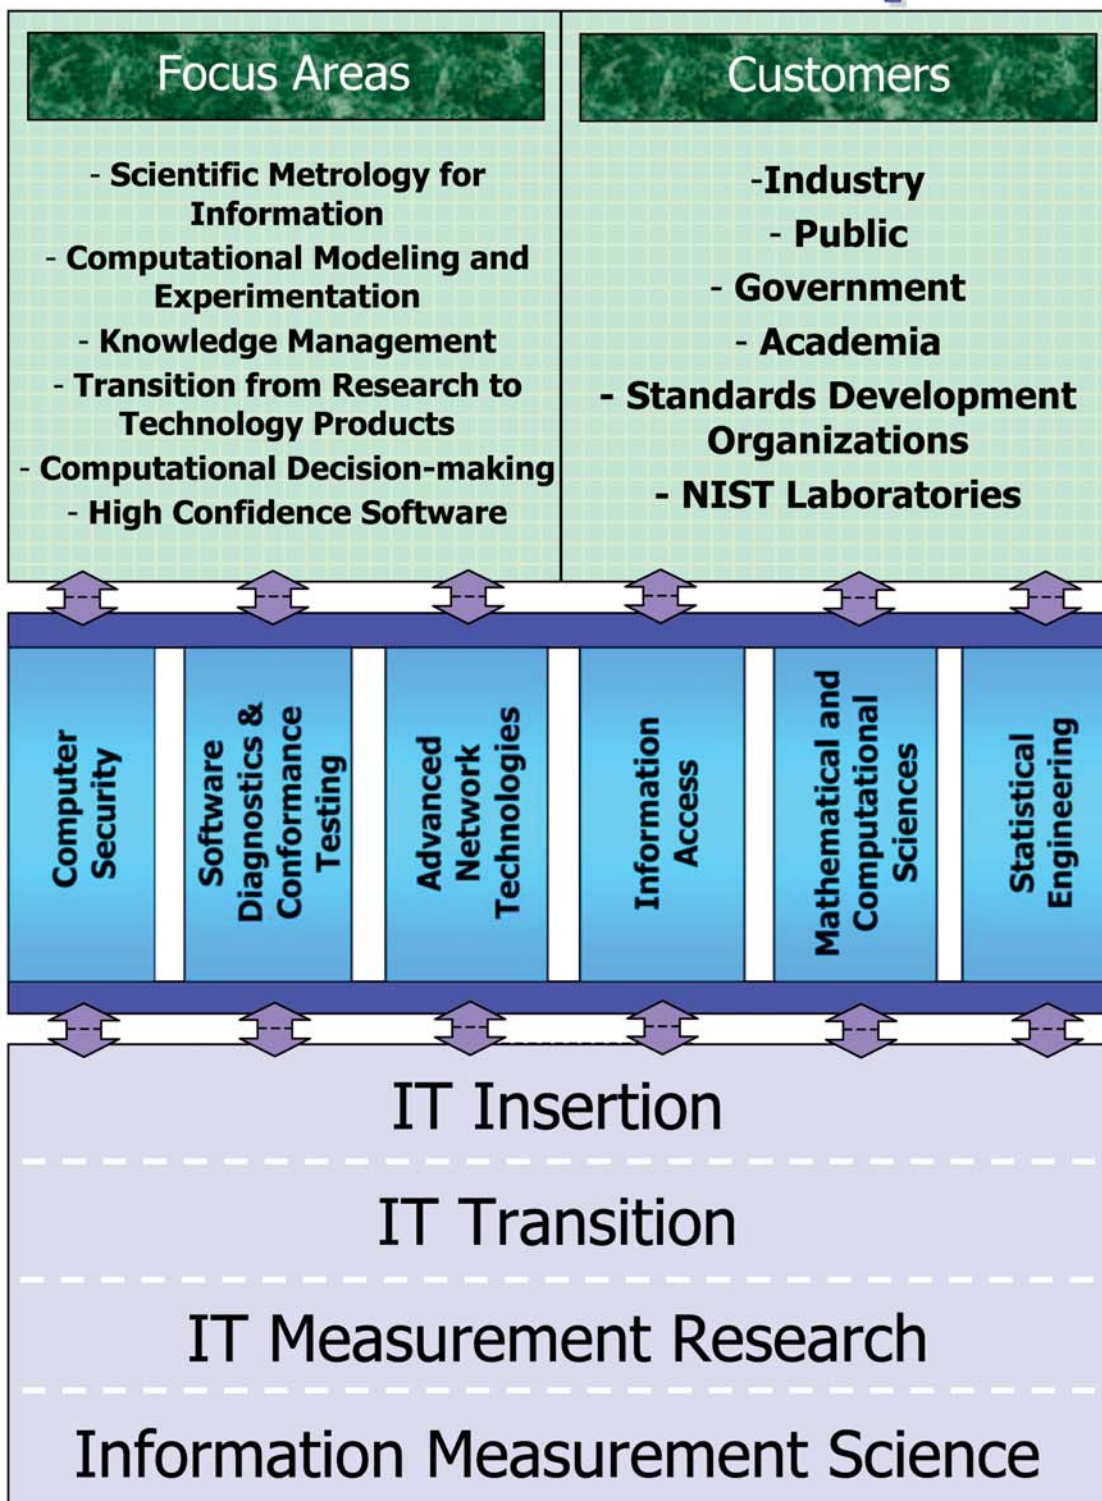 Focus Areas
- Scientific Metrology for
Information
- Computational Modeling and
Experimentation
- Knowledge Management
- Transition from Research to
Technology Products
- Computational Decision-making
- High Confidence Software
Customers
-Industry
- Public
- Government
- Academia
- Standards Development
Organizations
- NIST Laboratories
Computer
Security
Software
Diagnostics &
Conformance
Testing
Advanced
Network
Technologies
Information
Access
Mathematical and
Computational
Sciences
Statistical
Engineering
IT Insertion
IT Transition
IT Measurement Research
Information Measurement Science